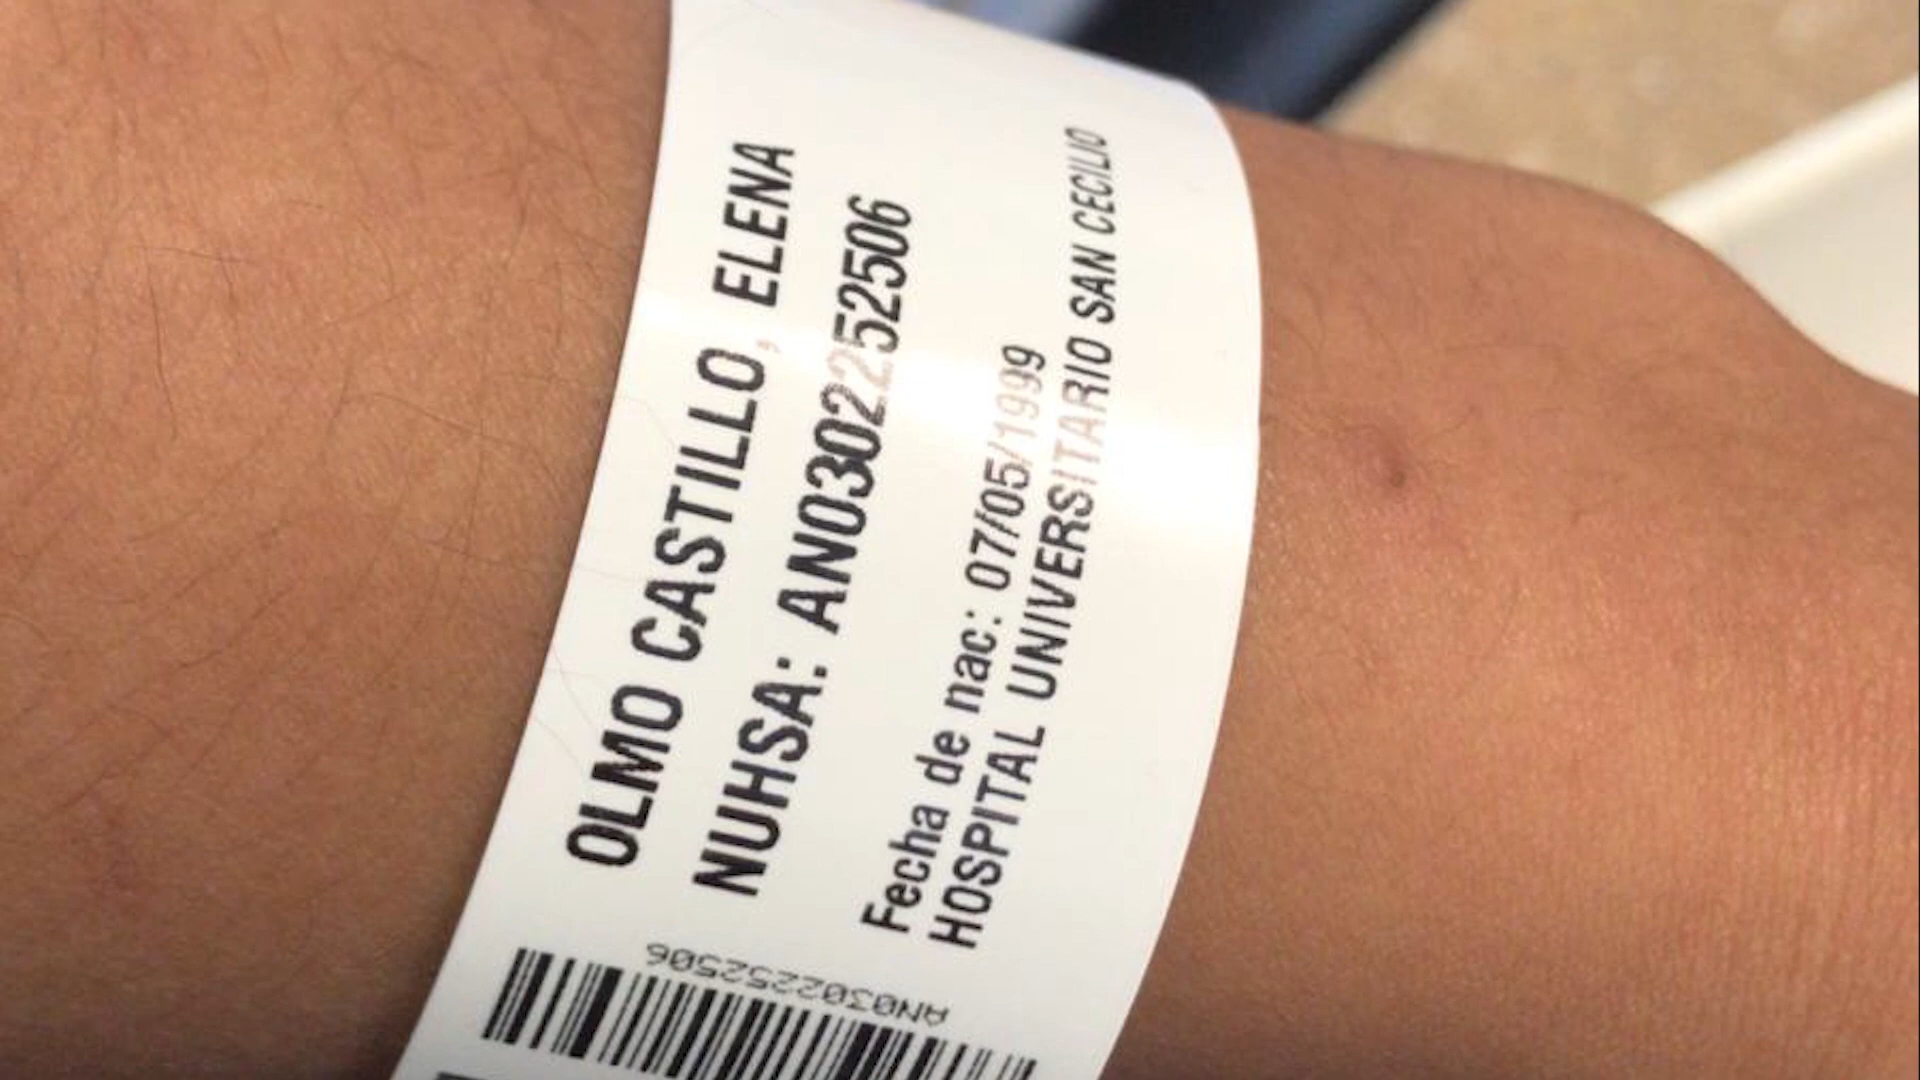 OLMO CASTILLO, ELENA
NUHSA: AN0302252506
Fecha de nac: 07/05/1999
HOSPITAL UNIVERSITARIO SAN CECILIO
AN0302252506